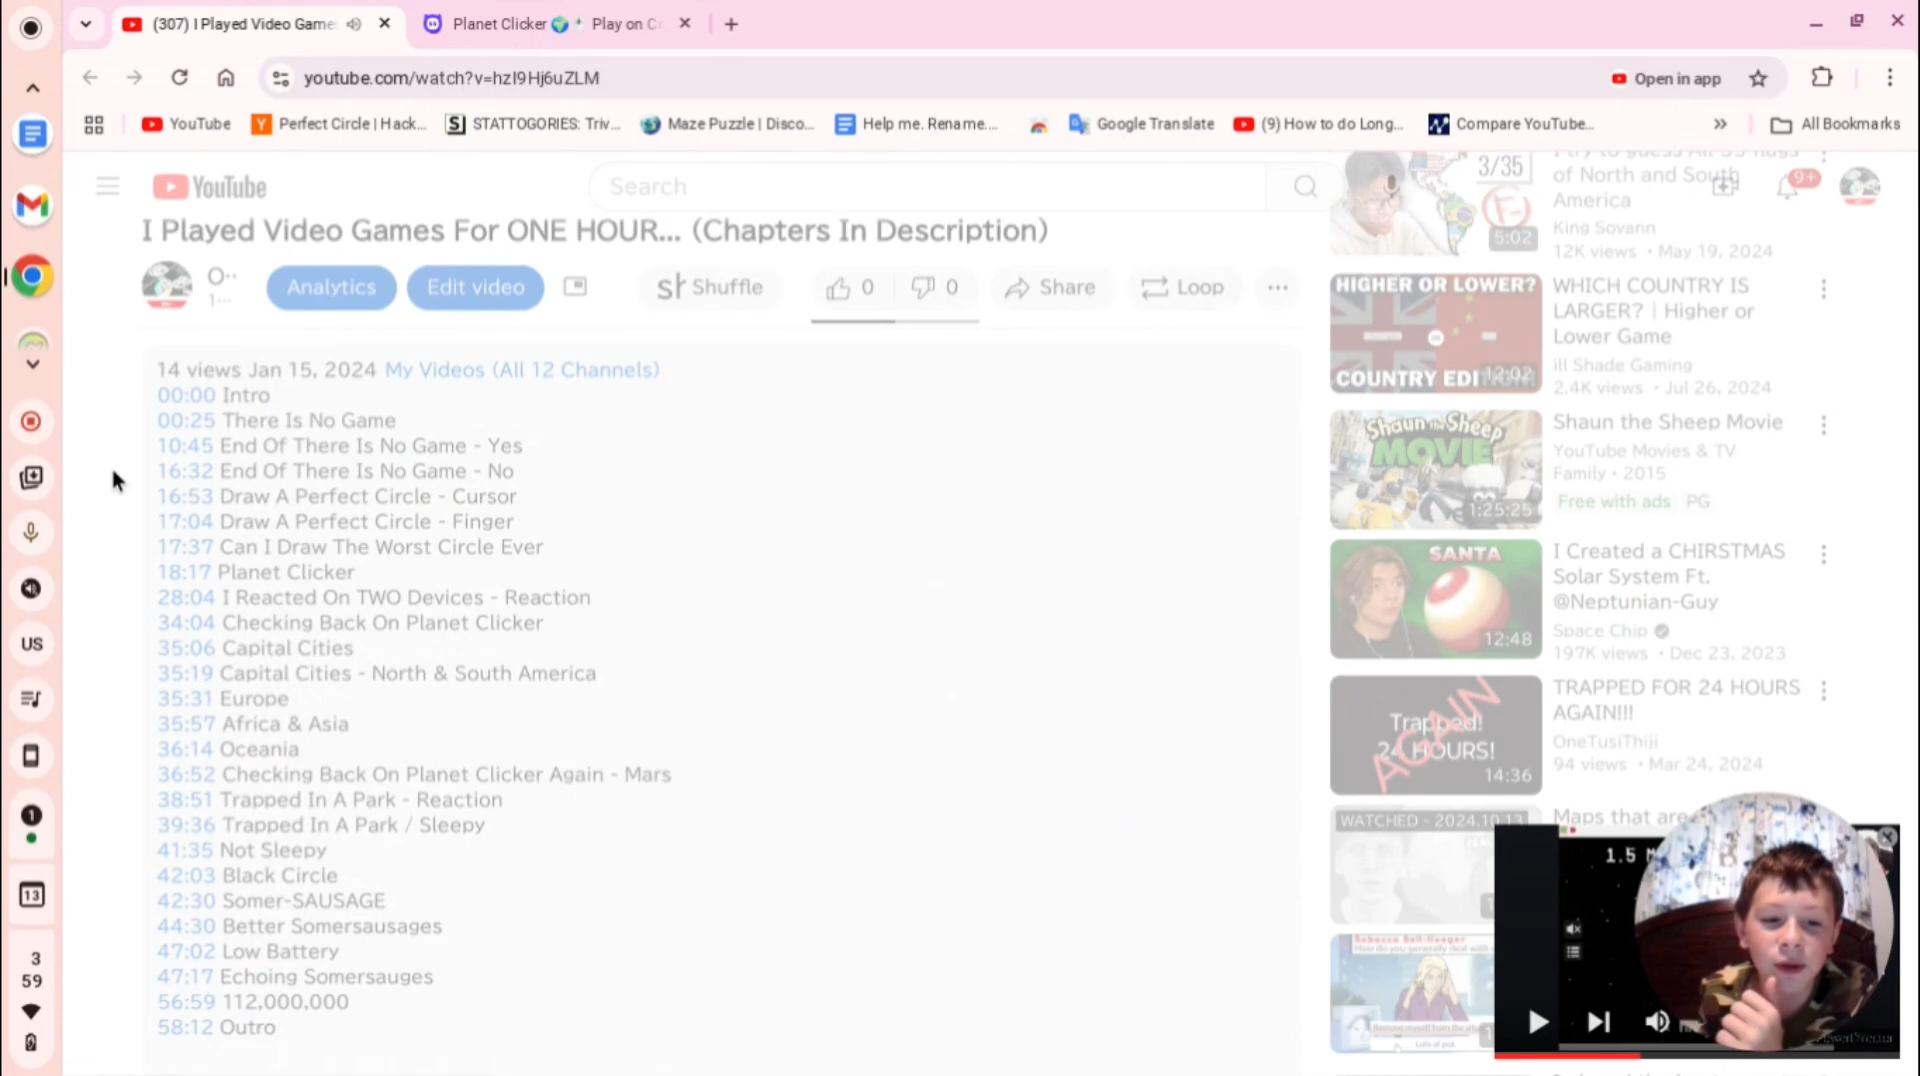 (307) I Played Video Game
Planet Clicker Play on C
youtube.com/watch?v=hzI9Hj6uZLM
Open in app
YouTube
Perfect Circle | Hack...
STATTOGORIES: Triv...
Maze Puzzle | Disco...
Help me. Rename....
Google Translate
(9) How to do Long...
Compare YouTube...
All Bookmarks
YouTube
Search
9+
I Played Video Games For ONE HOUR... (Chapters In Description)
Analytics
Edit video
Shuffle
0
0
Share
Loop
14 views Jan 15, 2024 My Videos (All 12 Channels)
00:00 Intro
00:25 There Is No Game
10:45 End Of There Is No Game - Yes
16:32 End Of There Is No Game - No
16:53 Draw A Perfect Circle - Cursor
17:04 Draw A Perfect Circle - Finger
17:37 Can I Draw The Worst Circle Ever
18:17 Planet Clicker
28:04 I Reacted On TWO Devices - Reaction
34:04 Checking Back On Planet Clicker
35:06 Capital Cities
35:19 Capital Cities - North & South America
35:31 Europe
35:57 Africa & Asia
36:14 Oceania
36:52 Checking Back On Planet Clicker Again - Mars
38:51 Trapped In A Park - Reaction
39:36 Trapped In A Park / Sleepy
41:35 Not Sleepy
42:03 Black Circle
42:30 Somer-SAUSAGE
44:30 Better Somersausages
47:02 Low Battery
47:17 Echoing Somersauges
56:59 112,000,000
58:12 Outro
3/35
5:02
I try to guess All 35 flags
of North and South
America
King Sovann
12K views • May 19, 2024
HIGHER OR LOWER?
COUNTRY
12:02
WHICH COUNTRY IS
LARGER? | Higher or
Lower Game
ill Shade Gaming
2.4K views • Jul 26, 2024
Shaun the Sheep
MOVIE
1:25:25
Shaun the Sheep Movie
YouTube Movies & TV
Family • 2015
Free with ads PG
SANTA
12:48
I Created a CHIRSTMAS
Solar System Ft.
@Neptunian-Guy
Space Chip
197K views • Dec 23, 2023
Trapped!
24 HOURS!
AGAIN
14:36
TRAPPED FOR 24 HOURS
AGAIN!!!
OneTusiThiji
94 views • Mar 24, 2024
WATCHED - 2024.10.13
Maps that are
1.5
US
1
13
3
59